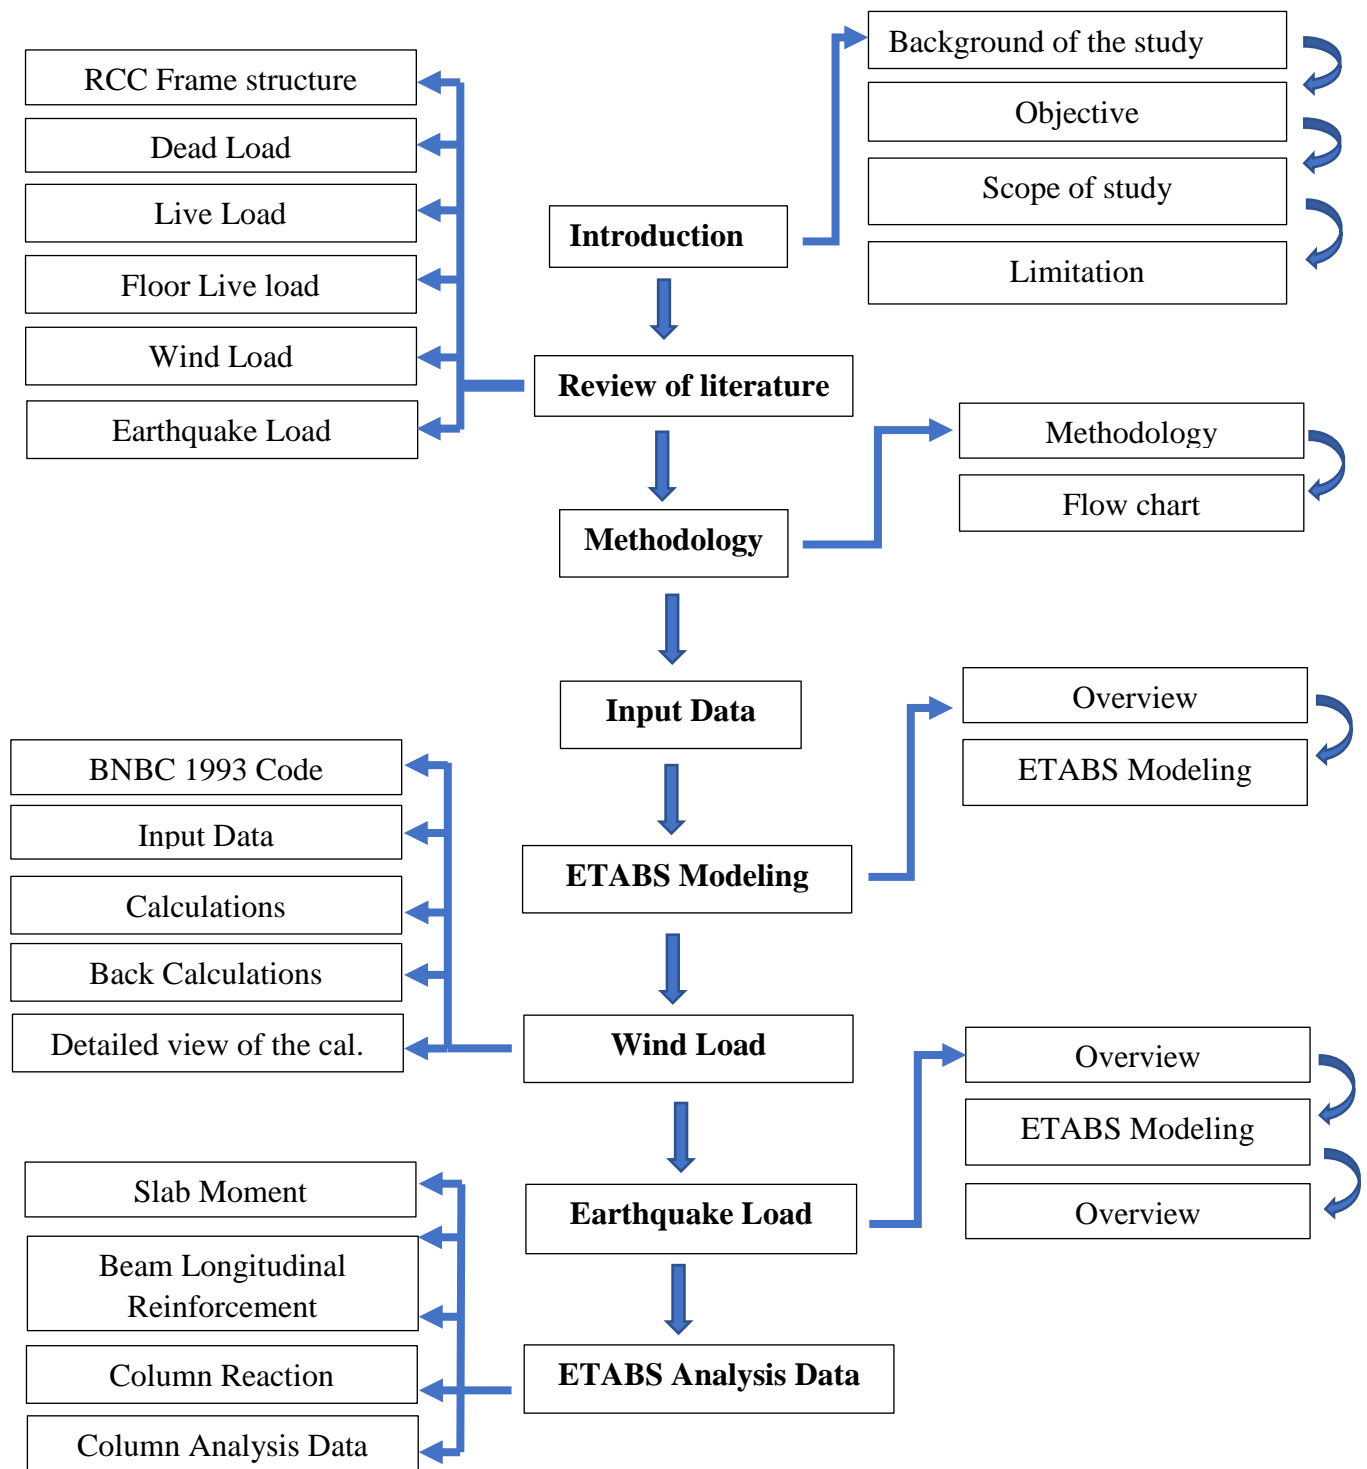 Introduction
Background of the study
Objective
Scope of study
Limitation
Review of literature
RCC Frame structure
Dead Load
Live Load
Floor Live load
Wind Load
Earthquake Load
Methodology
Methodology
Flow chart
Input Data
ETABS Modeling
Overview
ETABS Modeling
Wind Load
BNBC 1993 Code
Input Data
Calculations
Back Calculations
Detailed view of the cal.
Earthquake Load
Overview
ETABS Modeling
Overview
ETABS Analysis Data
Slab Moment
Beam Longitudinal
Reinforcement
Column Reaction
Column Analysis Data